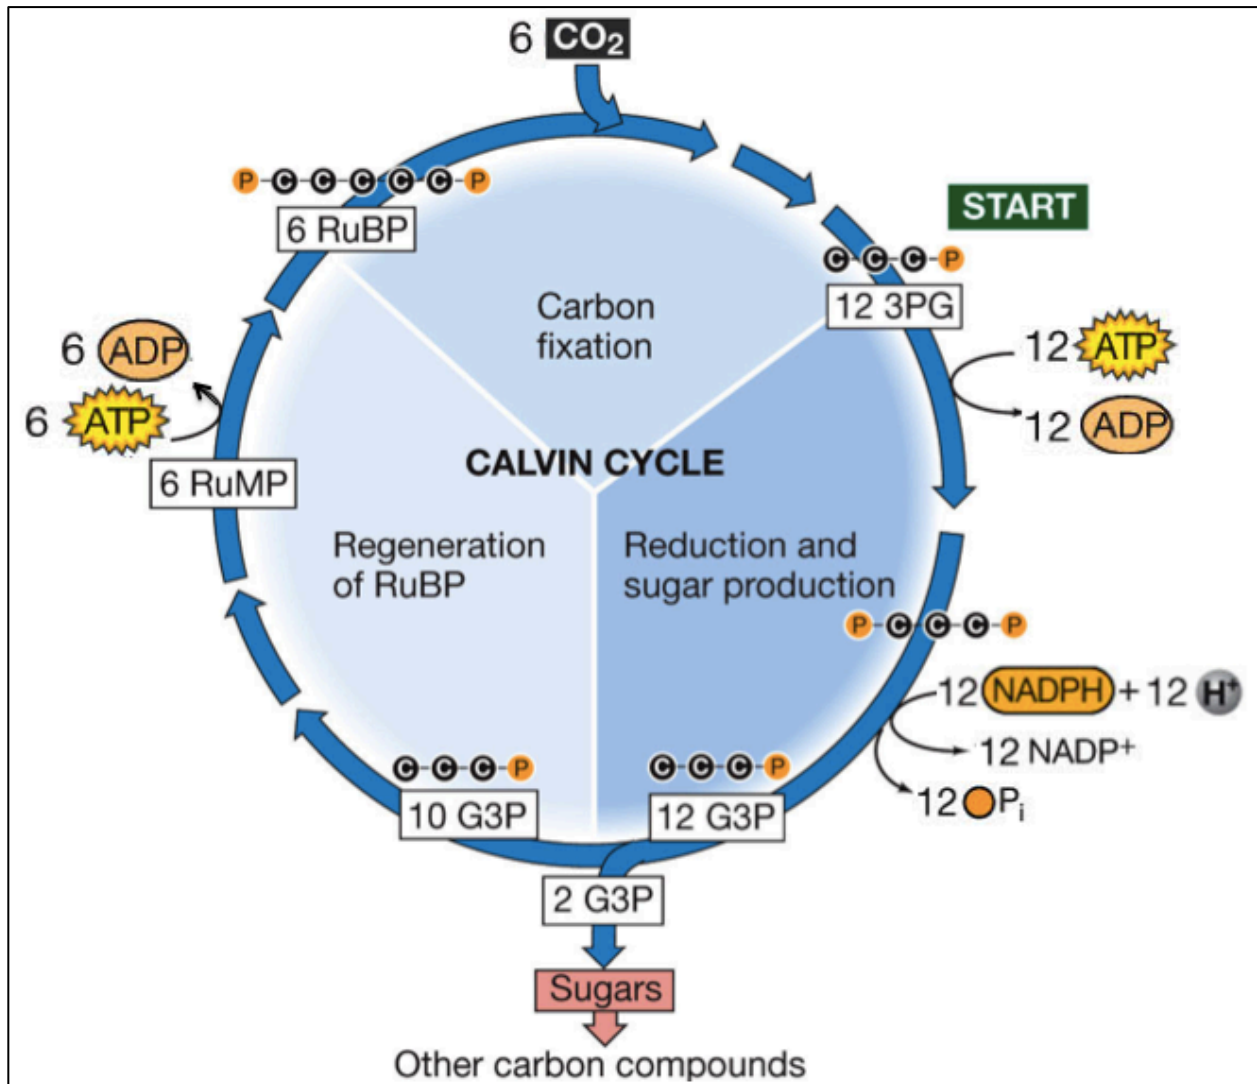 6 CO₂
P-C-C-C-C-C-P
6 RuBP
START
C-C-C-P
12 3PG
Carbon
fixation
6 ADP
6 ATP
12 ATP
12 ADP
CALVIN CYCLE
6 RuMP
Regeneration
of RuBP
Reduction and
sugar production
P-C-C-C-P
12 NADPH + 12 H⁺
12 NADP⁺
12 Pᵢ
C-C-C-P
10 G3P
C-C-C-P
12 G3P
2 G3P
Sugars
Other carbon compounds